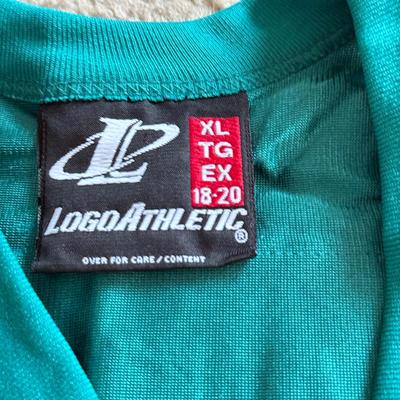 L
XL
TG
EX
18-20
LOGOATHLETIC®
OVER FOR CARE/CONTENT